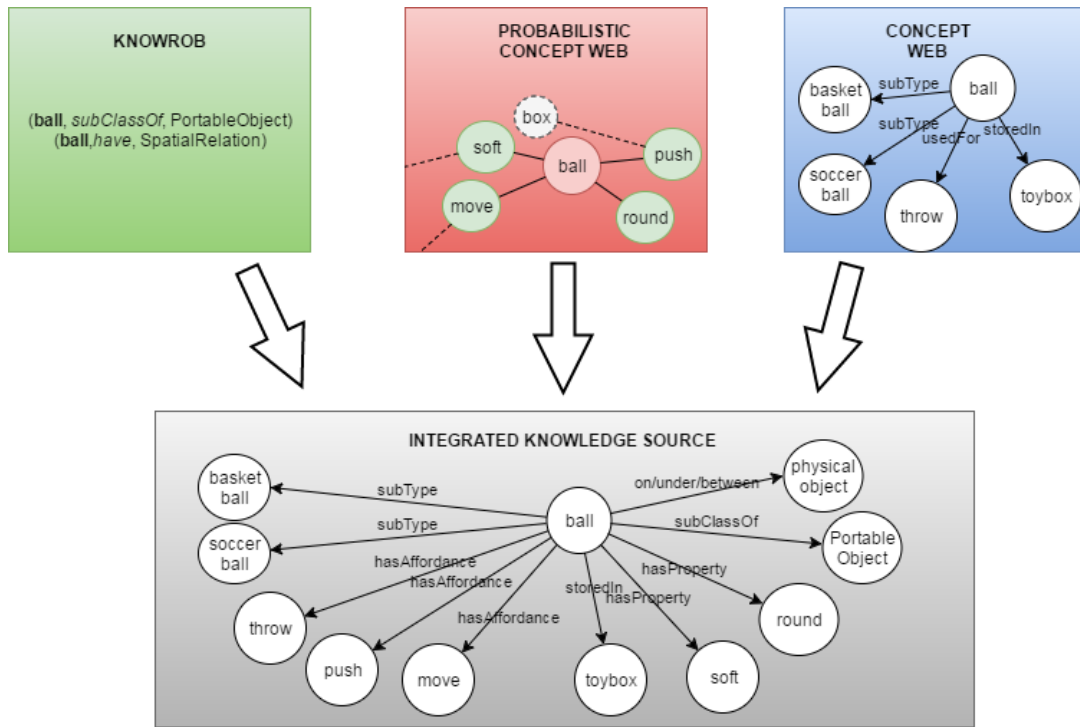 KNOWROB
(ball, subClassOf, PortableObject)
(ball,have, SpatialRelation)
PROBABILISTIC
CONCEPT WEB
box
soft
ball
push
move
round
CONCEPT
WEB
basket
ball
subType
ball
subType
usedFor
storedIn
soccer
ball
throw
toybox
INTEGRATED KNOWLEDGE SOURCE
basket
ball
subType
on/under/between
physical
object
ball
subType
subClassOf
soccer
ball
Portable
Object
hasAffordance
hasAffordance
hasAffordance
storedIn
hasProperty
hasProperty
throw
push
move
toybox
soft
round